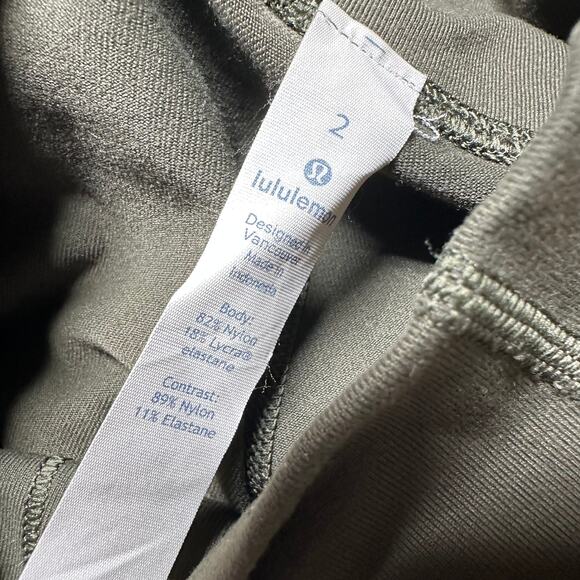 2
lululemon
Designed in
Vancouver
Made in
Indonesia
Body:
82% Nylon
18% Lycra®
elastane
Contrast:
89% Nylon
11% Elastane